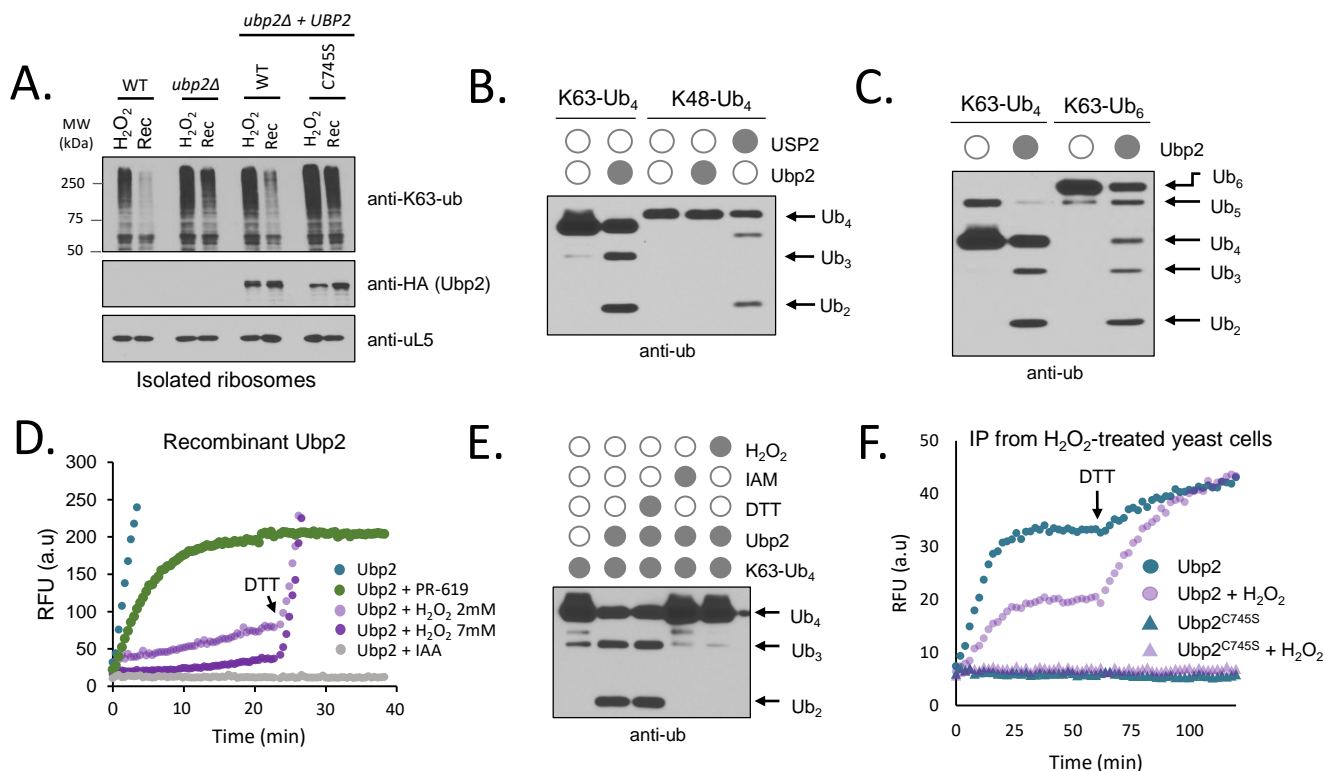 A.
ubp2Δ + UBP2
WT
ubp2Δ
WT
C745S
MW
(kDa)
H₂O₂
Rec
H₂O₂
Rec
H₂O₂
Rec
H₂O₂
Rec
250
75
50
anti-K63-ub
anti-HA (Ubp2)
anti-uL5
Isolated ribosomes
B.
K63-Ub₄
K48-Ub₄
USP2
Ubp2
Ub₄
Ub₃
Ub₂
anti-ub
C.
K63-Ub₄
K63-Ub₆
Ubp2
Ub₆
Ub₅
Ub₄
Ub₃
Ub₂
anti-ub
D.
Recombinant Ubp2
RFU (a.u)
300
250
200
150
100
50
0
DTT
Ubp2
Ubp2 + PR-619
Ubp2 + H₂O₂ 2mM
Ubp2 + H₂O₂ 7mM
Ubp2 + IAA
0 10 20 30 40
Time (min)
E.
H₂O₂
IAM
DTT
Ubp2
K63-Ub₄
Ub₄
Ub₃
Ub₂
anti-ub
F.
IP from H₂O₂-treated yeast cells
RFU (a.u)
50
40
30
20
10
0
DTT
Ubp2
Ubp2 + H₂O₂
Ubp2ᶜ⁷⁴⁵ˢ
Ubp2ᶜ⁷⁴⁵ˢ + H₂O₂
0 25 50 75 100
Time (min)